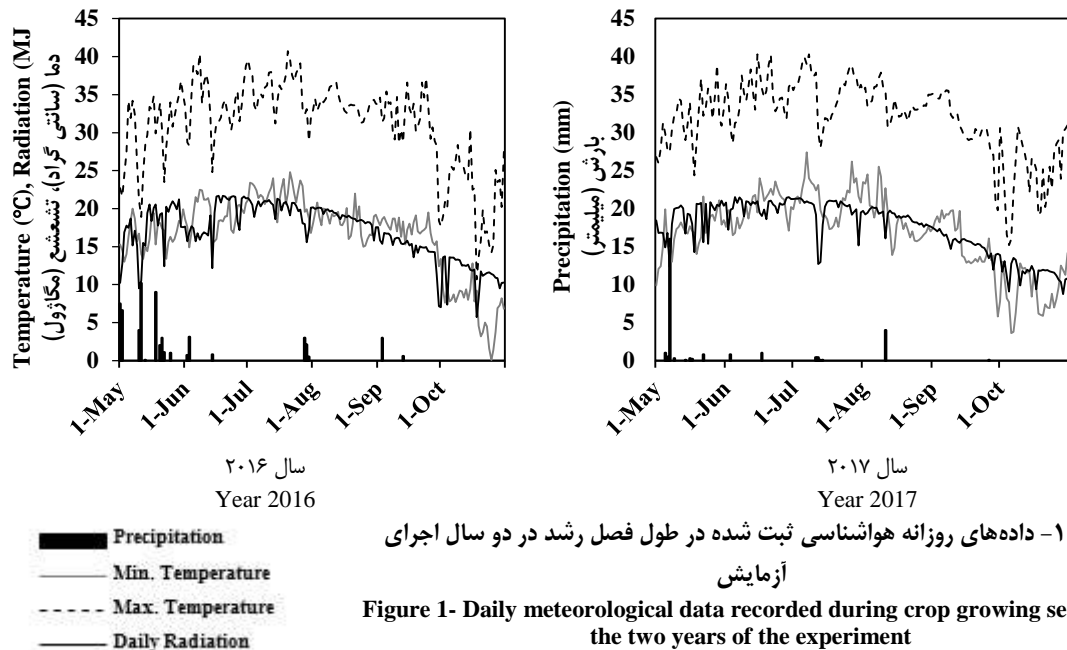 Temperature (°C), Radiation (MJ
دما (سانتی گراد)، تشعشع (مگاژول)
45
40
35
30
25
20
15
10
5
0
1-May
1-Jun
1-Jul
1-Aug
1-Sep
1-Oct
سال ۲۰۱۶
Year 2016
Precipitation (mm)
بارش (میلیمتر)
45
40
35
30
25
20
15
10
5
0
1-May
1-Jun
1-Jul
1-Aug
1-Sep
1-Oct
سال ۲۰۱۷
Year 2017
Precipitation
Min. Temperature
Max. Temperature
Daily Radiation
۱- داده‌های روزانه هواشناسی ثبت شده در طول فصل رشد در دو سال اجرای
آزمایش
Figure 1- Daily meteorological data recorded during crop growing se
the two years of the experiment